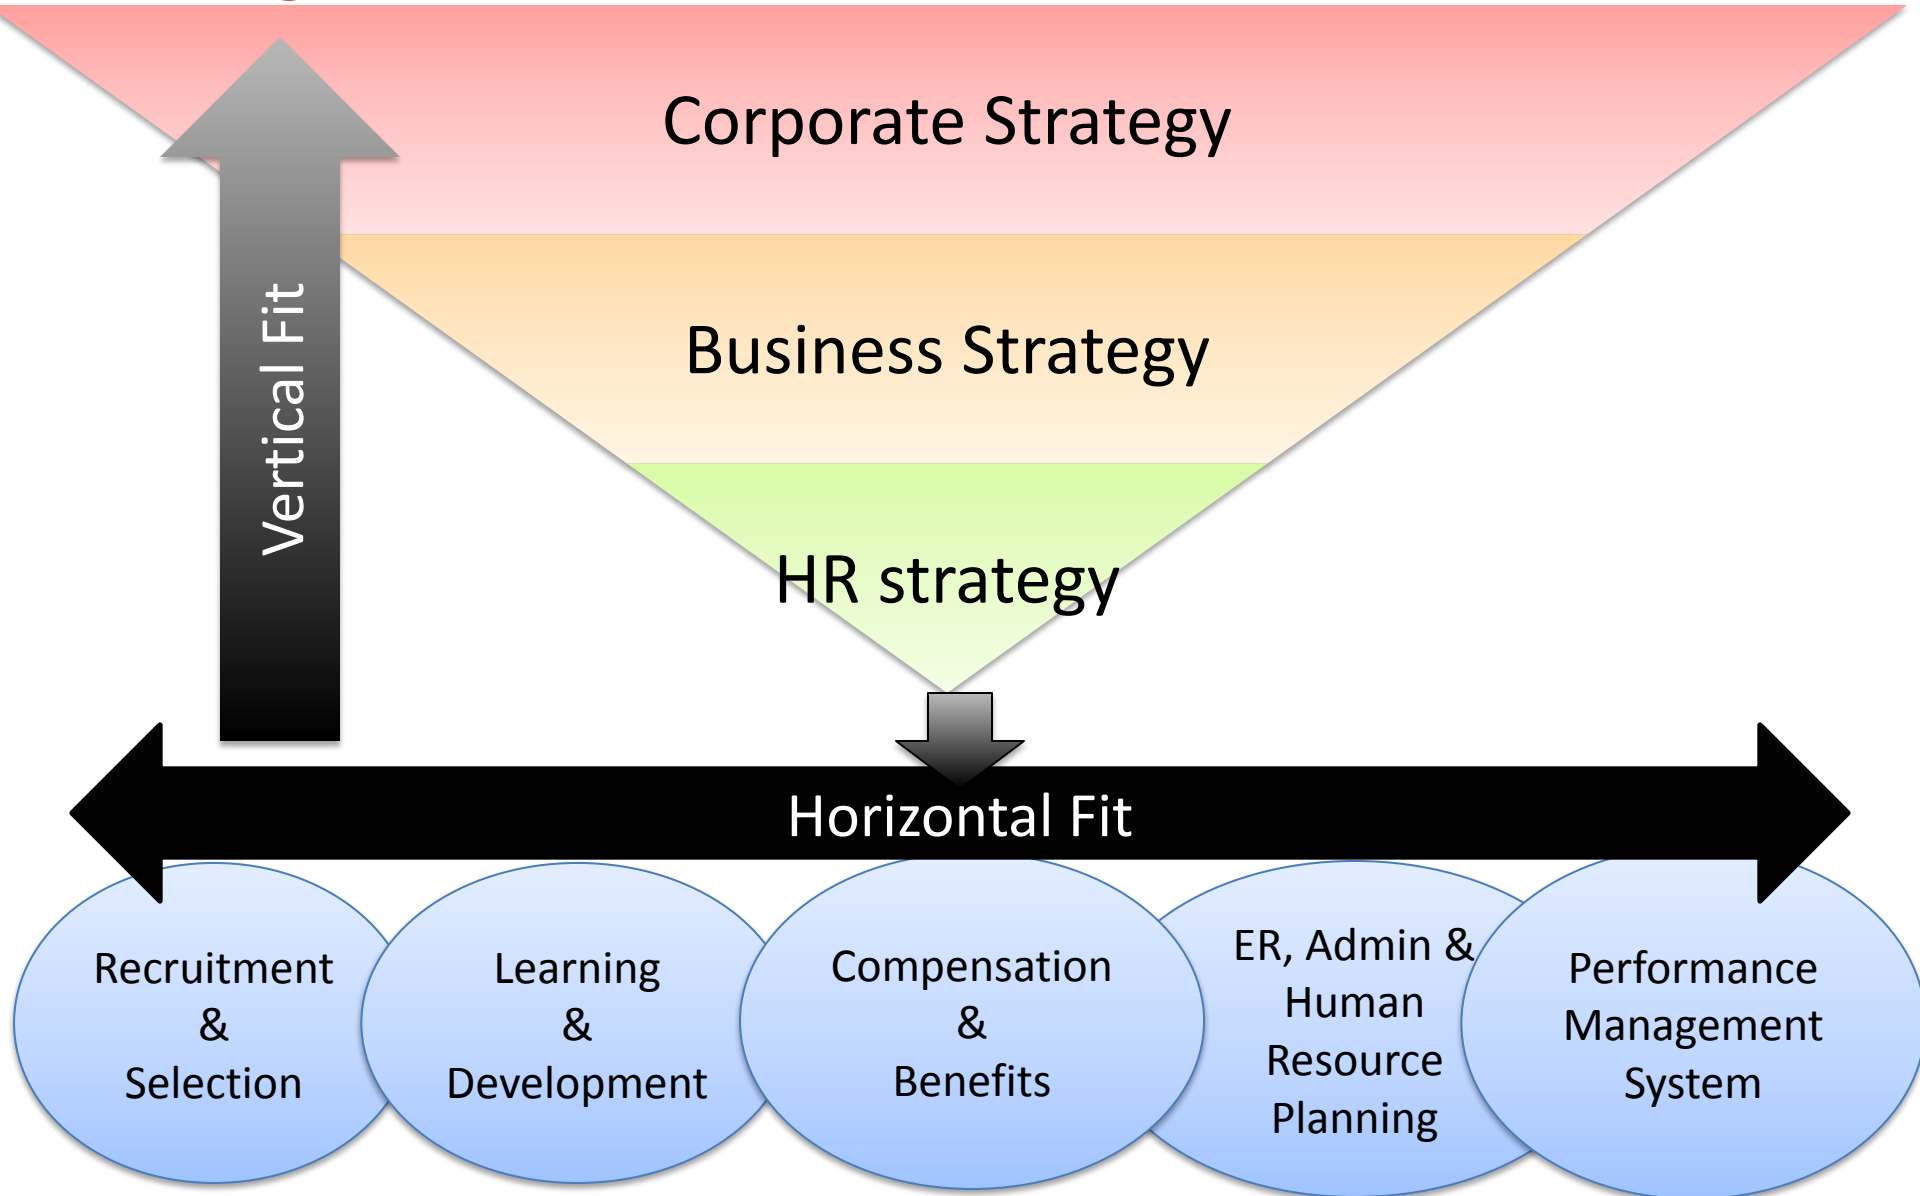 Corporate Strategy
Business Strategy
HR strategy
Vertical Fit
Horizontal Fit
Recruitment
&
Selection
Learning
&
Development
Compensation
&
Benefits
ER, Admin &
Human
Resource
Planning
Performance
Management
System